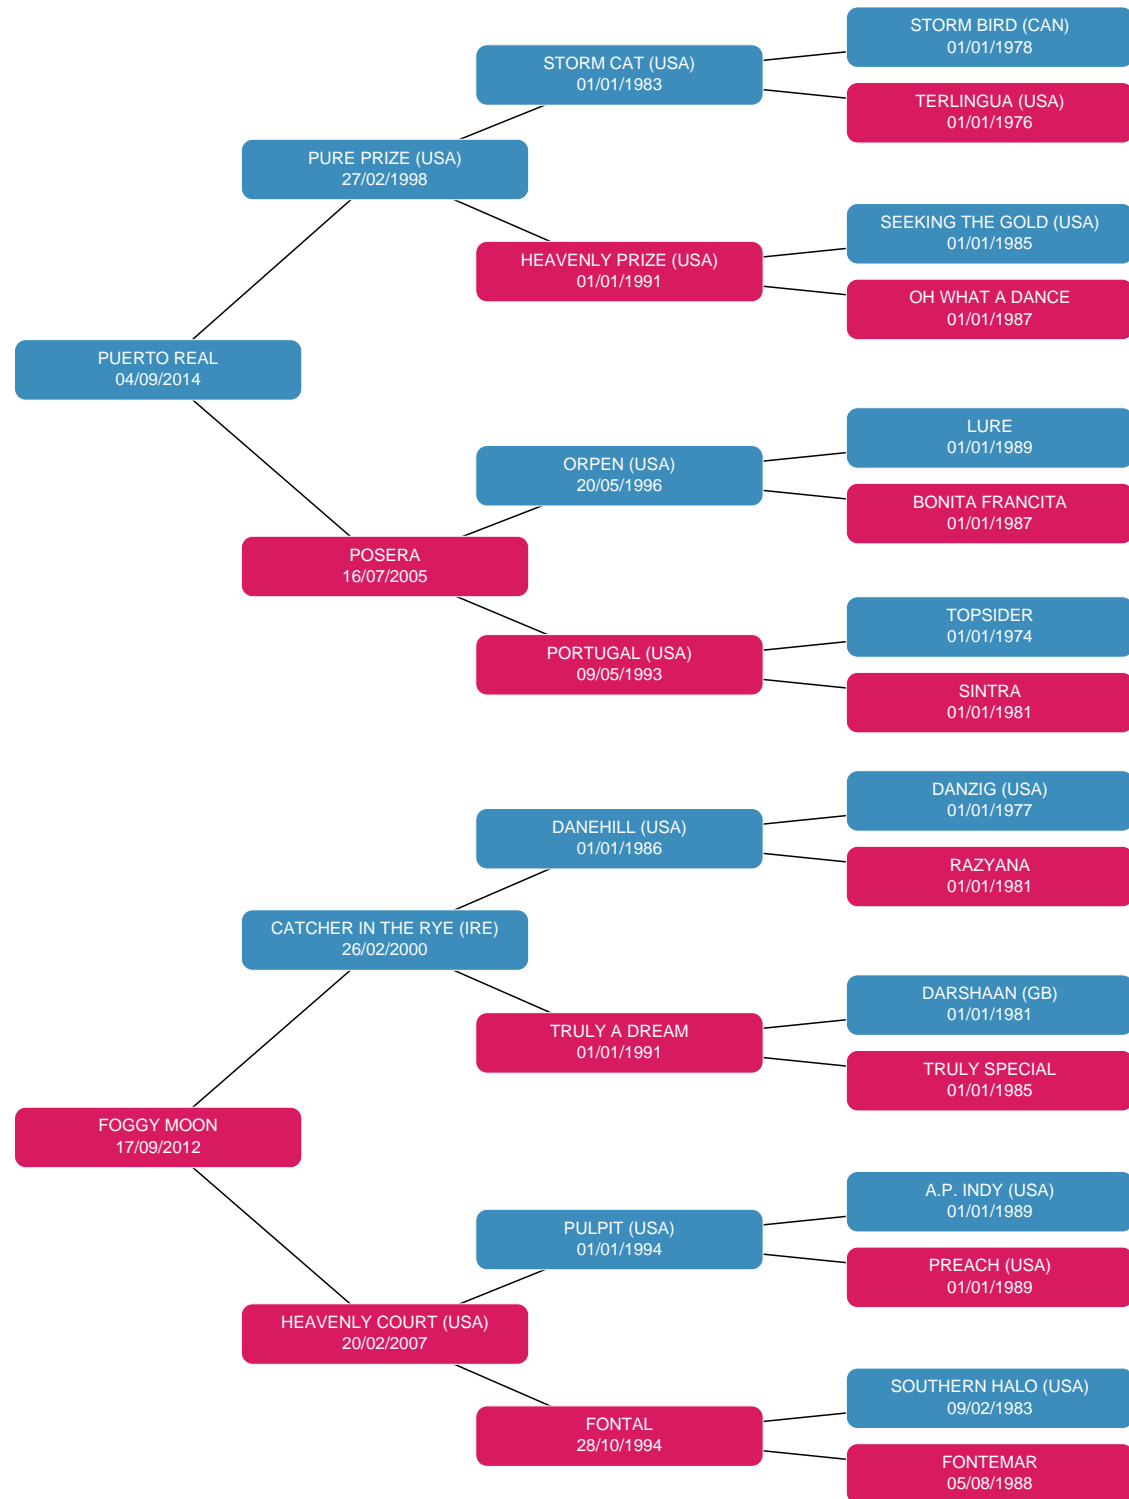 STORM BIRD (CAN)
01/01/1978
STORM CAT (USA)
01/01/1983
TERLINGUA (USA)
01/01/1976
PURE PRIZE (USA)
27/02/1998
SEEKING THE GOLD (USA)
01/01/1985
HEAVENLY PRIZE (USA)
01/01/1991
OH WHAT A DANCE
01/01/1987
PUERTO REAL
04/09/2014
LURE
01/01/1989
ORPEN (USA)
20/05/1996
BONITA FRANCITA
01/01/1987
POSERA
16/07/2005
TOPSIDER
01/01/1974
PORTUGAL (USA)
09/05/1993
SINTRA
01/01/1981
DANZIG (USA)
01/01/1977
DANEHILL (USA)
01/01/1986
RAZYANA
01/01/1981
CATCHER IN THE RYE (IRE)
26/02/2000
DARSHAAN (GB)
01/01/1981
TRULY A DREAM
01/01/1991
TRULY SPECIAL
01/01/1985
FOGGY MOON
17/09/2012
A.P. INDY (USA)
01/01/1989
PULPIT (USA)
01/01/1994
PREACH (USA)
01/01/1989
HEAVENLY COURT (USA)
20/02/2007
SOUTHERN HALO (USA)
09/02/1983
FONTAL
28/10/1994
FONTEMAR
05/08/1988